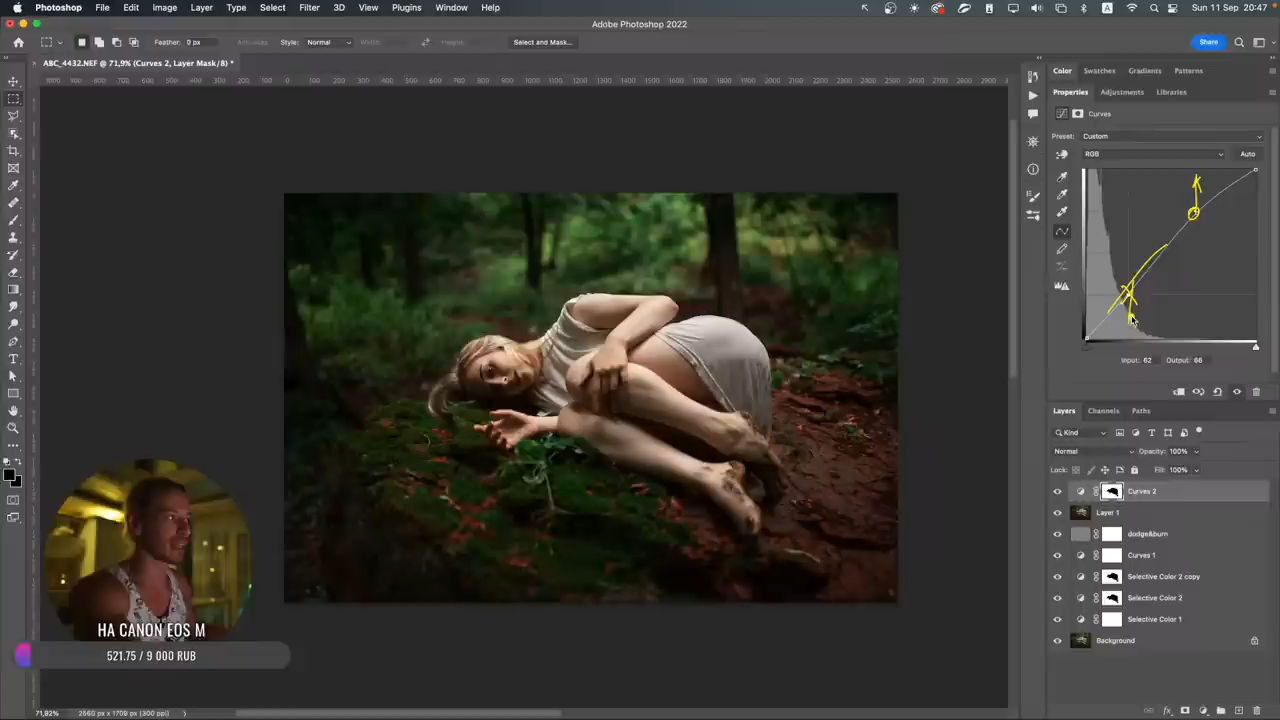 Photoshop File Edit Image Layer Type Select Filter 3D View Plugins Window Help
A
Sun 11 Sep 20:47
Adobe Photoshop 2022
Feather: 0 px
Anti-alias
Style: Normal
Width:
Height:
Select and Mask...
Share
ABC_4432.NEF @ 71,9% (Curves 2, Layer Mask/8) *
Color Swatches Gradients Patterns
Properties Adjustments Libraries
Curves
Preset: Custom
RGB
Auto
Input: 62 Output: 66
Layers Channels Paths
Kind
Normal
Opacity: 100%
Lock:
Fill: 100%
Curves 2
Layer 1
dodge&burn
Curves 1
Selective Color 2 copy
Selective Color 2
Selective Color 1
Background
НА CANON EOS M
521.75 / 9 000 RUB
71,92% 2560 px x 1709 px (300 ppi)